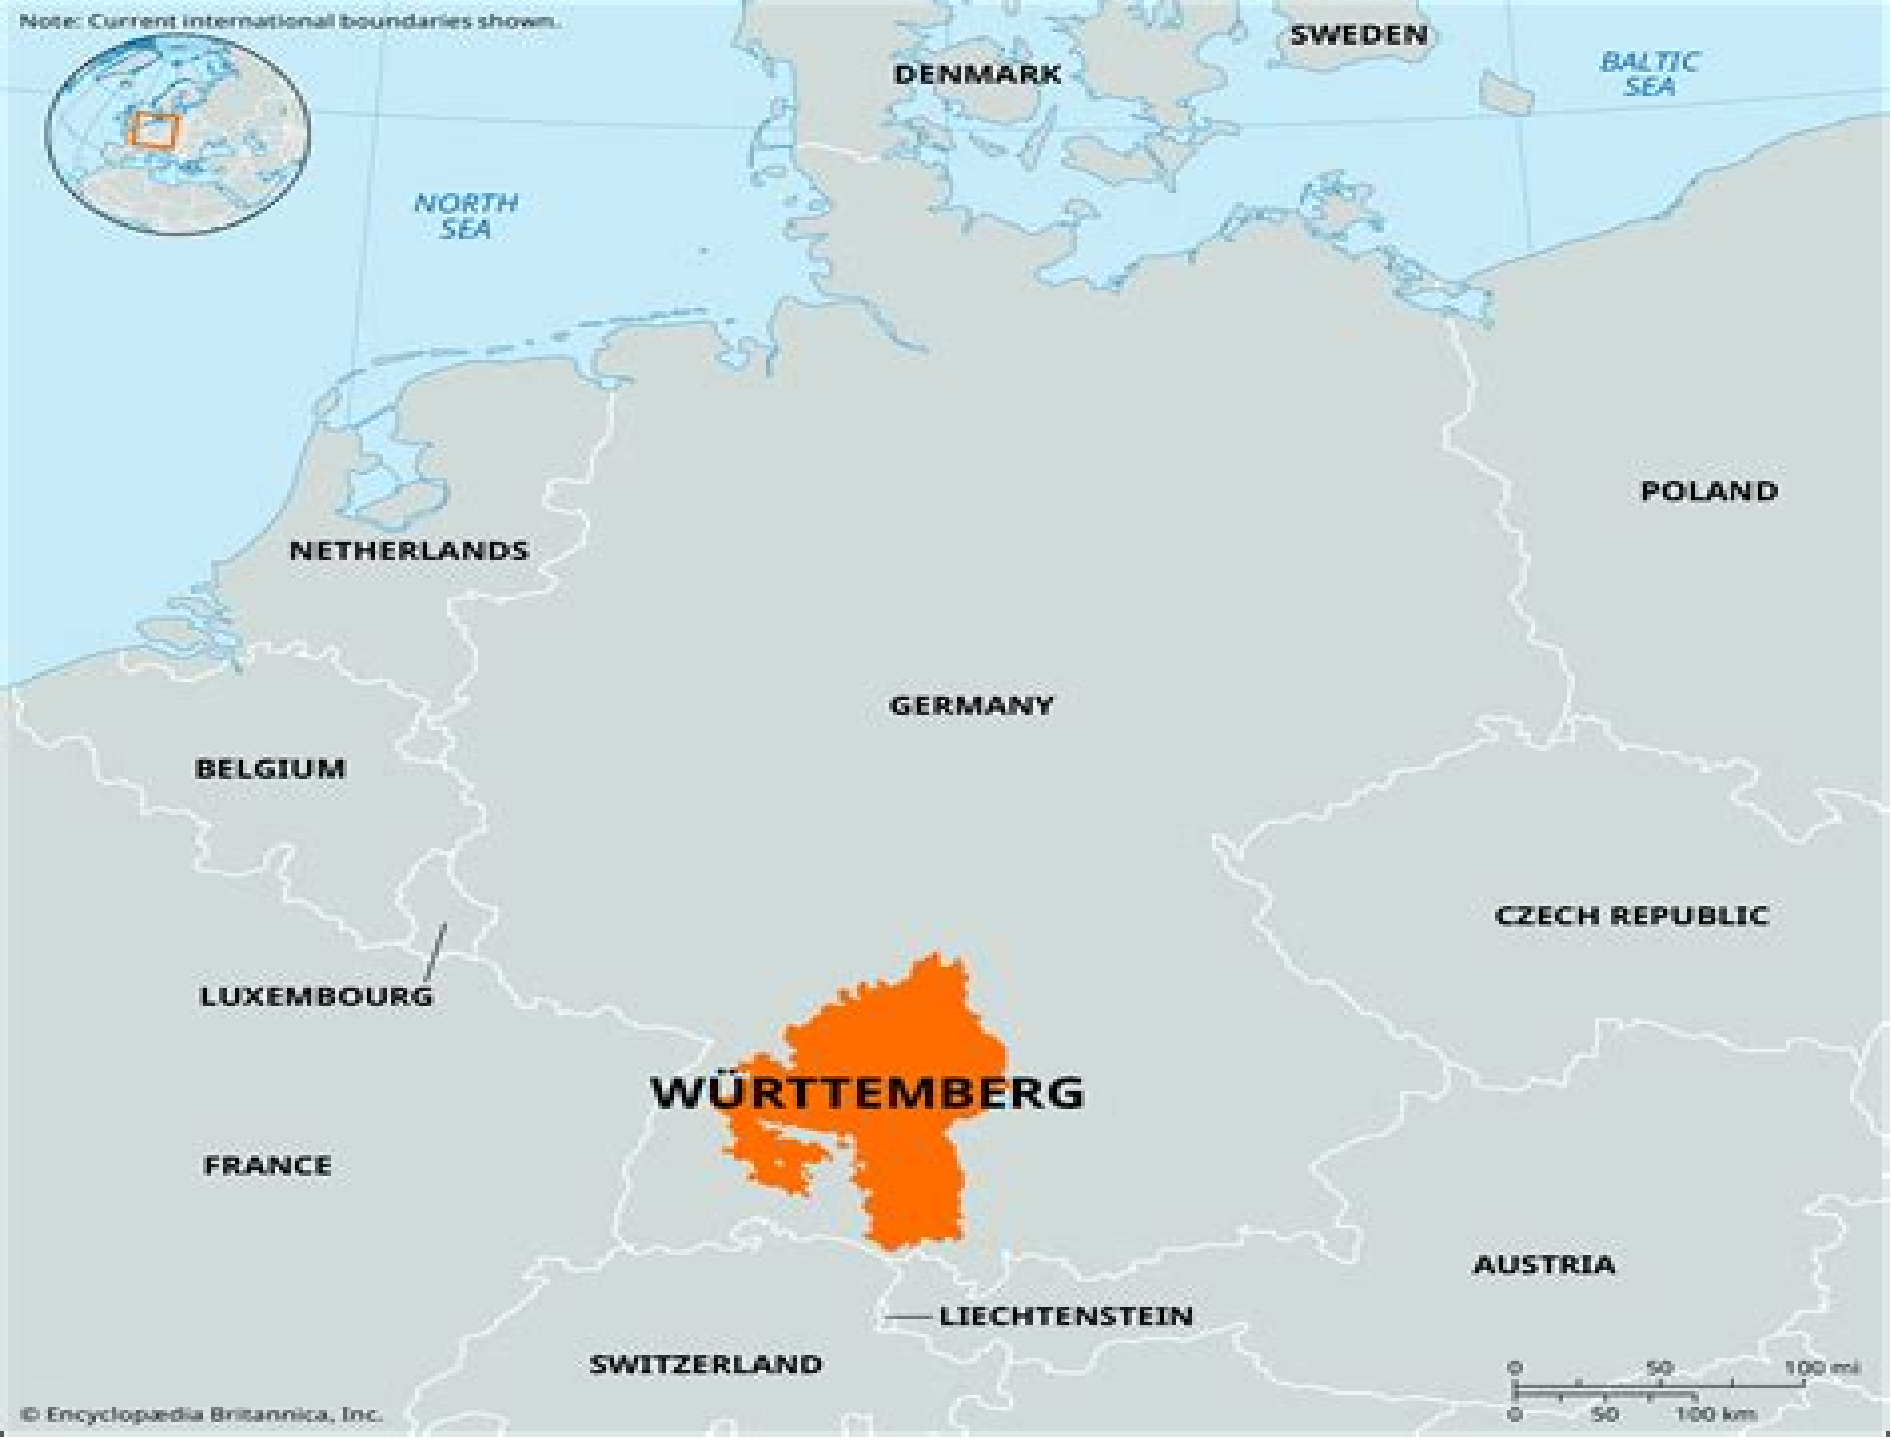 Note: Current international boundaries shown.
SWEDEN
DENMARK
BALTIC
SEA
NORTH
SEA
POLAND
NETHERLANDS
GERMANY
BELGIUM
CZECH REPUBLIC
LUXEMBOURG
WÜRTTEMBERG
FRANCE
AUSTRIA
LIECHTENSTEIN
SWITZERLAND
0 50 100 mi
0 50 100 km
© Encyclopædia Britannica, Inc.